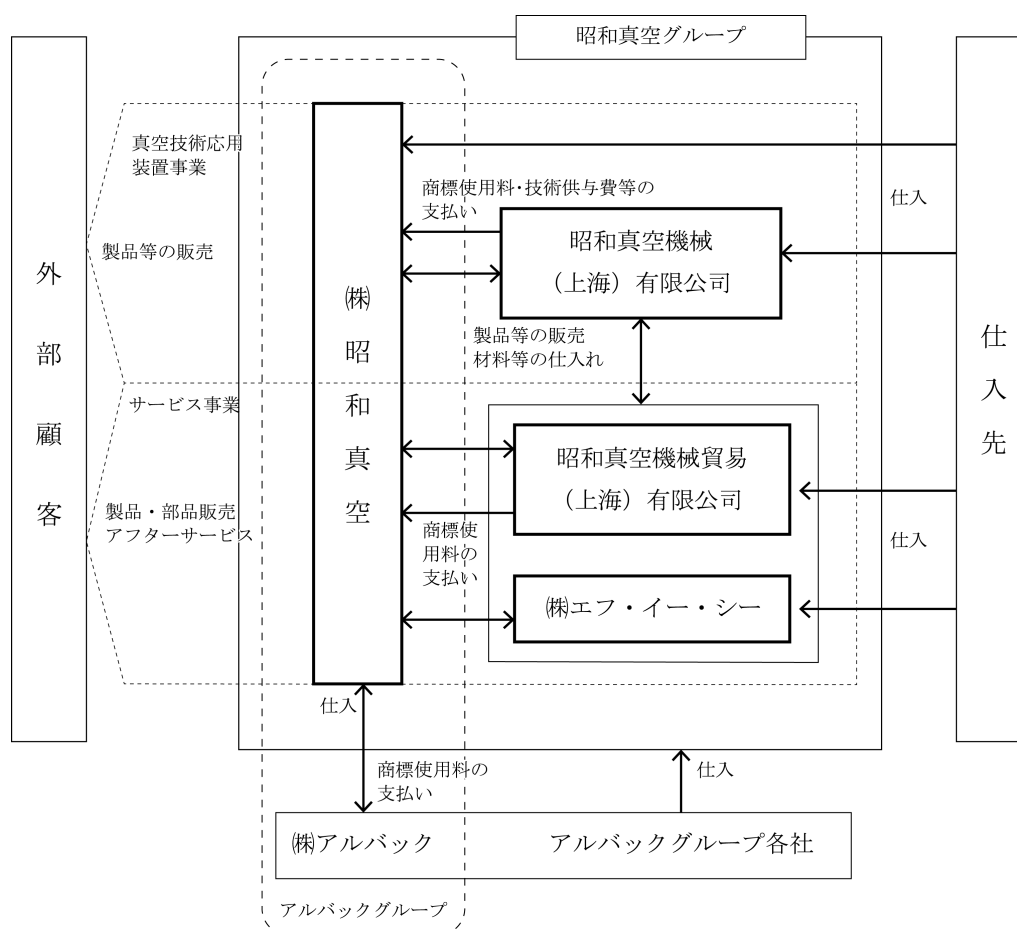 昭和真空グループ
外部顧客
真空技術応用
装置事業
製品等の販売
サービス事業
製品・部品販売
アフターサービス
㈱昭和真空
商標使用料・技術供与費等の
支払い
昭和真空機械
（上海）有限公司
製品等の販売
材料等の仕入れ
昭和真空機械貿易
（上海）有限公司
商標使
用料の
支払い
㈱エフ・イー・シー
仕入
仕入
仕入先
仕入
商標使用料の
支払い
仕入
㈱アルバック
アルバックグループ各社
アルバックグループ